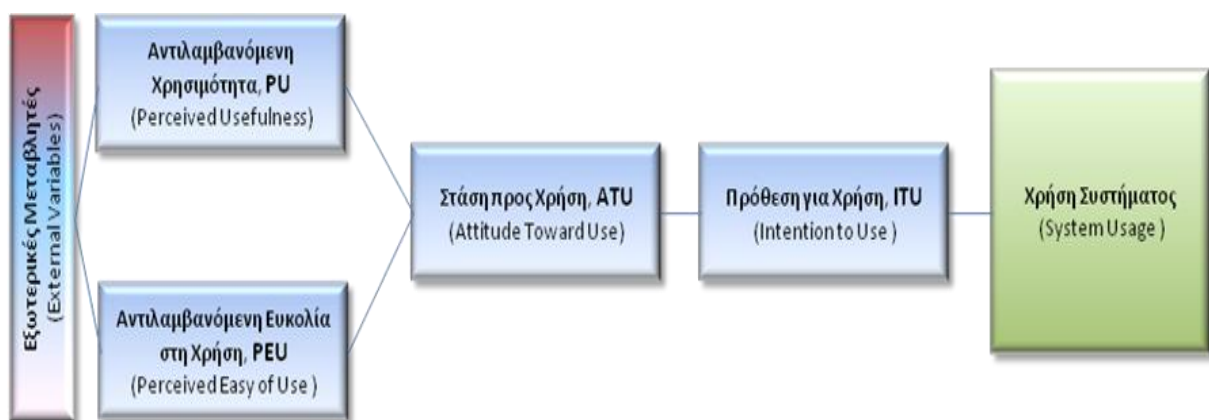 Εξωτερικές Μεταβλητές
(External Variables)
Αντιλαμβανόμενη
Χρησιμότητα, PU
(Perceived Usefulness)
Αντιλαμβανόμενη Ευκολία
στη Χρήση, PEU
(Perceived Easy of Use )
Στάση προς Χρήση, ATU
(Attitude Toward Use)
Πρόθεση για Χρήση, ITU
(Intention to Use )
Χρήση Συστήματος
(System Usage )